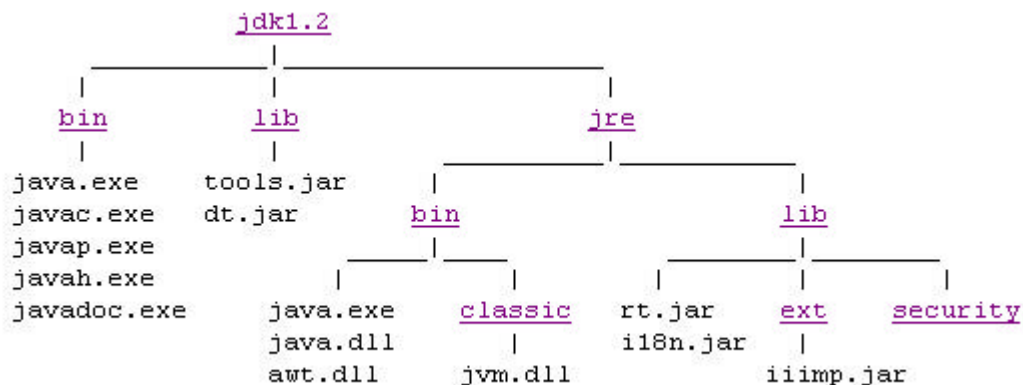 jdk1.2
bin lib jre
java.exe tools.jar
javac.exe dt.jar bin lib
javap.exe
javah.exe
javadoc.exe java.exe classic rt.jar ext security
java.dll i18n.jar
awt.dll jvm.dll iiimp.jar